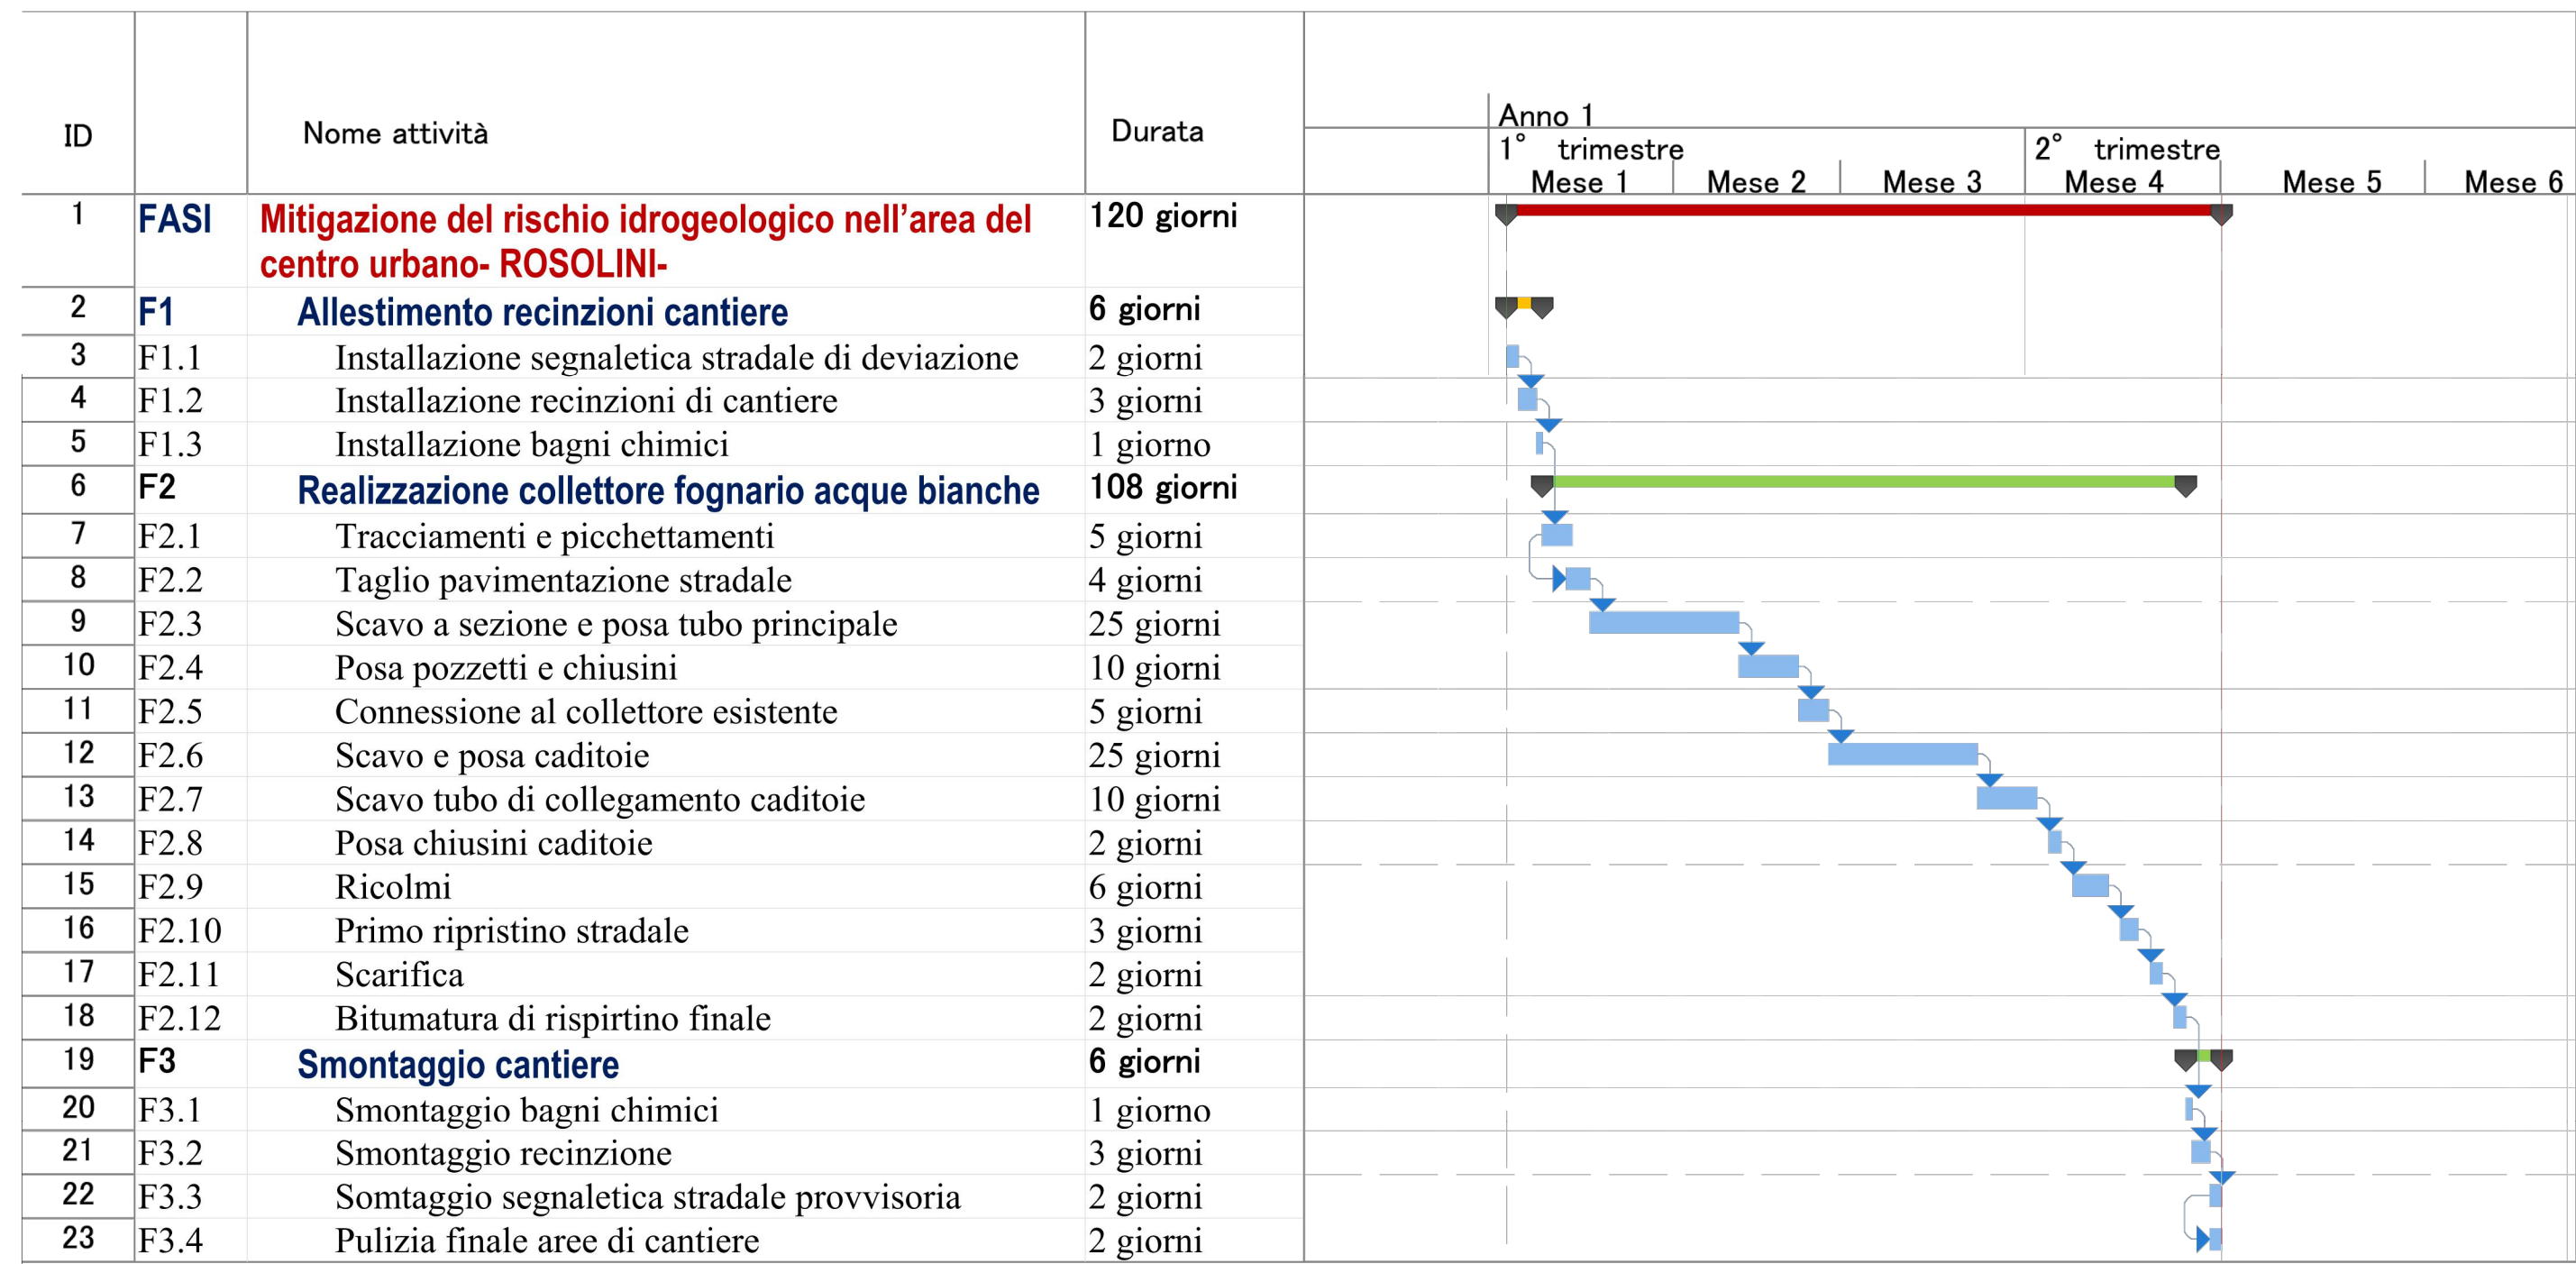 ID Nome attività Durata
Anno 1
1° trimestre 2° trimestre
Mese 1 Mese 2 Mese 3 Mese 4 Mese 5 Mese 6
1 FASI Mitigazione del rischio idrogeologico nell’area del 120 giorni
centro urbano- ROSOLINI-
2 F1 Allestimento recinzioni cantiere 6 giorni
3 F1.1 Installazione segnaletica stradale di deviazione 2 giorni
4 F1.2 Installazione recinzioni di cantiere 3 giorni
5 F1.3 Installazione bagni chimici 1 giorno
6 F2 Realizzazione collettore fognario acque bianche 108 giorni
7 F2.1 Tracciamenti e picchettamenti 5 giorni
8 F2.2 Taglio pavimentazione stradale 4 giorni
9 F2.3 Scavo a sezione e posa tubo principale 25 giorni
10 F2.4 Posa pozzetti e chiusini 10 giorni
11 F2.5 Connessione al collettore esistente 5 giorni
12 F2.6 Scavo e posa caditoie 25 giorni
13 F2.7 Scavo tubo di collegamento caditoie 10 giorni
14 F2.8 Posa chiusini caditoie 2 giorni
15 F2.9 Ricolmi 6 giorni
16 F2.10 Primo ripristino stradale 3 giorni
17 F2.11 Scarifica 2 giorni
18 F2.12 Bitumatura di rispirtino finale 2 giorni
19 F3 Smontaggio cantiere 6 giorni
20 F3.1 Smontaggio bagni chimici 1 giorno
21 F3.2 Smontaggio recinzione 3 giorni
22 F3.3 Somtaggio segnaletica stradale provvisoria 2 giorni
23 F3.4 Pulizia finale aree di cantiere 2 giorni